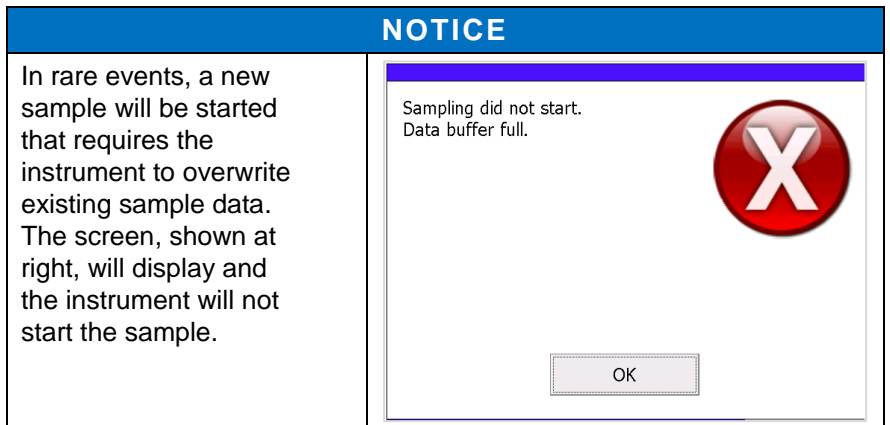 NOTICE
In rare events, a new
sample will be started
that requires the
instrument to overwrite
existing sample data.
The screen, shown at
right, will display and
the instrument will not
start the sample.
Sampling did not start.
Data buffer full.
X
OK